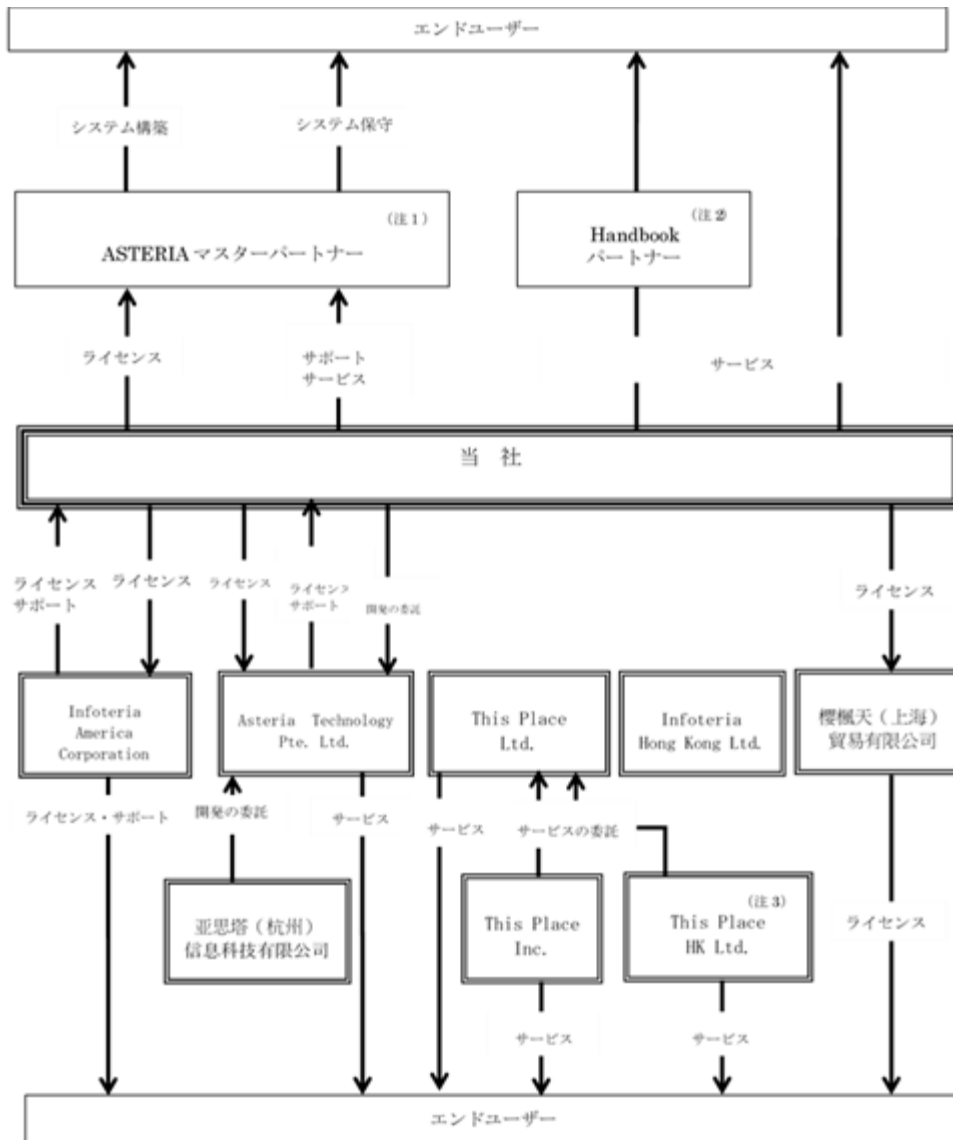 エンドユーザー
システム構築
システム保守
(注1)
ASTERIA マスターパートナー
(注2)
Handbook
パートナー
ライセンス
サポート
サービス
サービス
当 社
ライセンス
サポート
ライセンス
ライセンス
ライセンス
サポート
開発の委託
ライセンス
Infoteria
America
Corporation
Asteria Technology
Pte. Ltd.
This Place
Ltd.
Infoteria
Hong Kong Ltd.
櫻楓天（上海）
貿易有限公司
ライセンス・サポート
開発の委託
サービス
サービス
サービスの委託
亚思塔（杭州）
信息科技有限公司
This Place
Inc.
(注3)
This Place
HK Ltd.
ライセンス
サービス
サービス
エンドユーザー